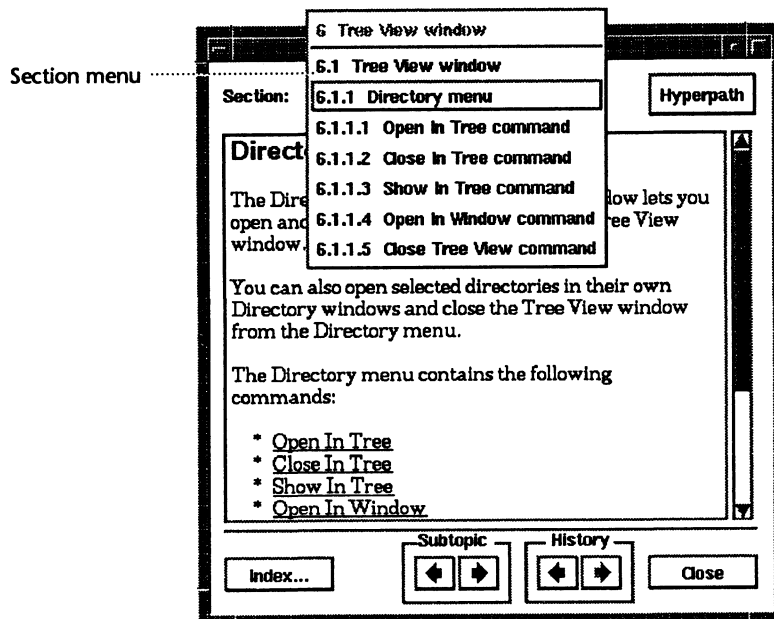 6 Tree View window
6.1 Tree View window
Section menu
Section:
6.1.1 Directory menu
Hyperpath
6.1.1.1 Open In Tree command
6.1.1.2 Close In Tree command
6.1.1.3 Show In Tree command
6.1.1.4 Open In Window command
6.1.1.5 Close Tree View command
Direct
The Dire low lets you
open and ree View
window.
You can also open selected directories in their own
Directory windows and close the Tree View window
from the Directory menu.
The Directory menu contains the following
commands:
* Open In Tree
* Close In Tree
* Show In Tree
* Open In Window
Subtopic
History
Index...
Close